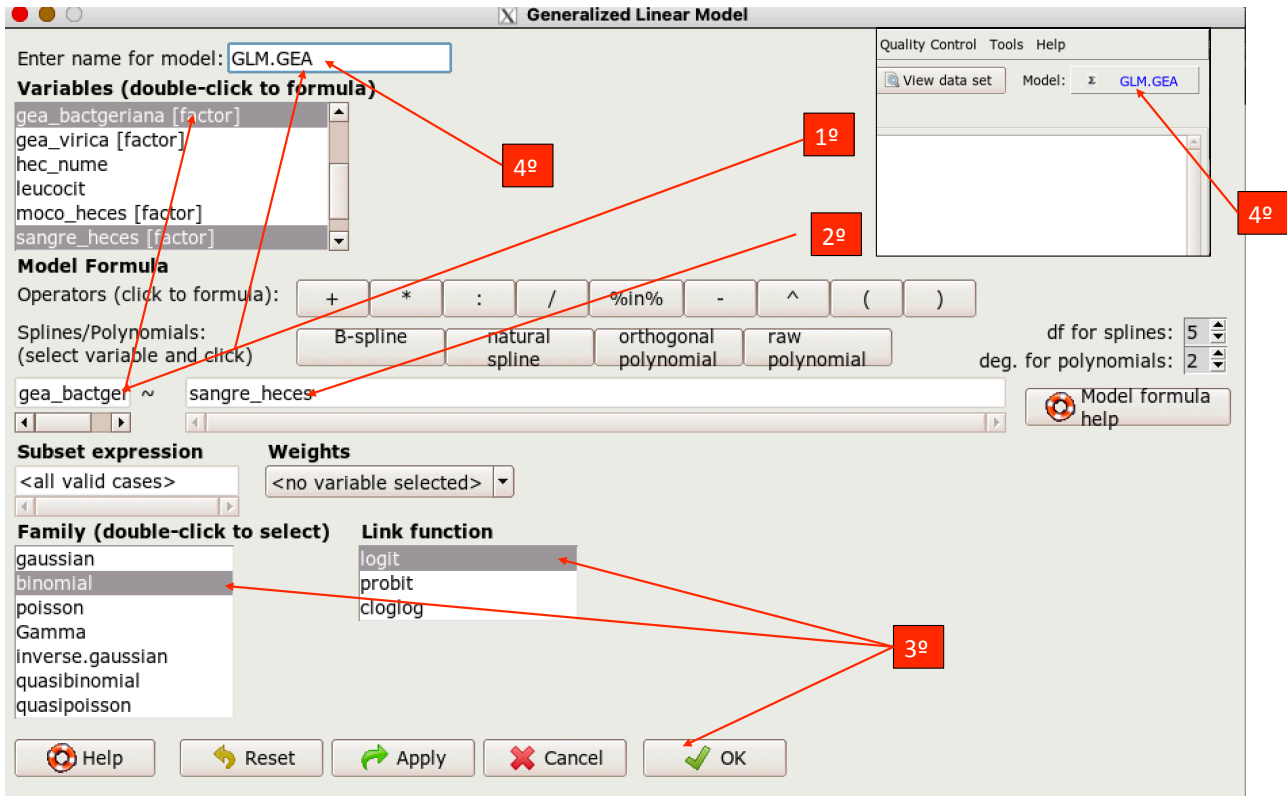 Generalized Linear Model
Enter name for model: GLM.GEA
Variables (double-click to formula)
gea_bactgeriana [factor]
gea_virica [factor]
hec_nume
leucocit
moco_heces [factor]
sangre_heces [factor]
Quality Control Tools Help
View data set Model: Σ GLM.GEA
1º
4º
4º
2º
Model Formula
Operators (click to formula): + * : / %in% - ^ ( )
Splines/Polynomials:
(select variable and click)
B-spline
natural
spline
orthogonal
polynomial
raw
polynomial
df for splines: 5
deg. for polynomials: 2
gea_bactger ~ sangre_heces
Model formula
help
Subset expression
<all valid cases>
Weights
<no variable selected>
Family (double-click to select)
gaussian
binomial
poisson
Gamma
inverse.gaussian
quasibinomial
quasipoisson
Link function
logit
probit
cloglog
3º
Help Reset Apply Cancel OK